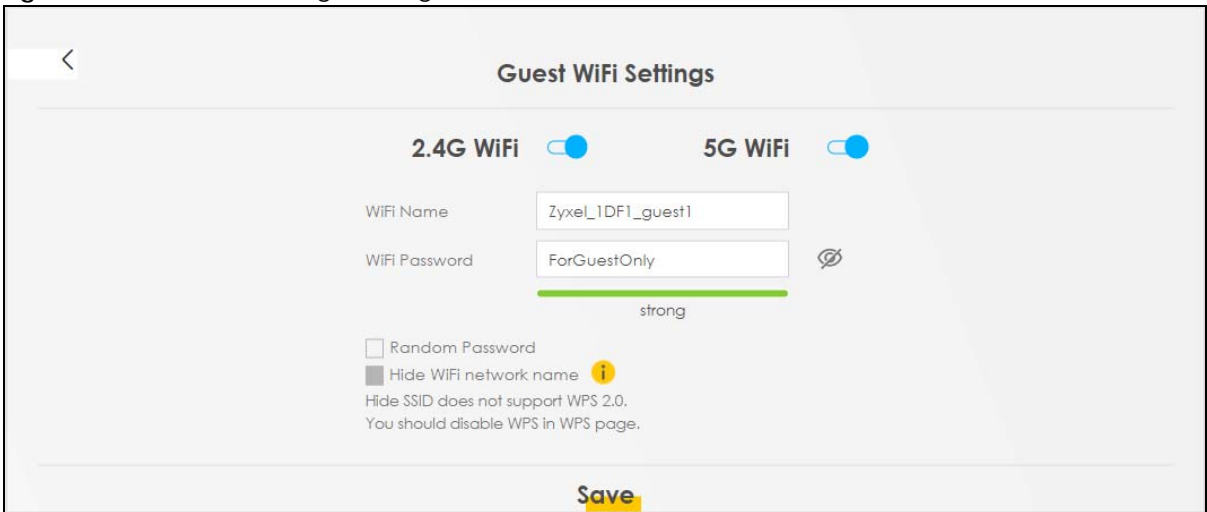 Guest WiFi Settings
2.4G WiFi 5G WiFi
WiFi Name Zyxel_1DF1_guest1
WiFi Password ForGuestOnly
strong
Random Password
Hide WiFi network name i
Hide SSID does not support WPS 2.0.
You should disable WPS in WPS page.
Save